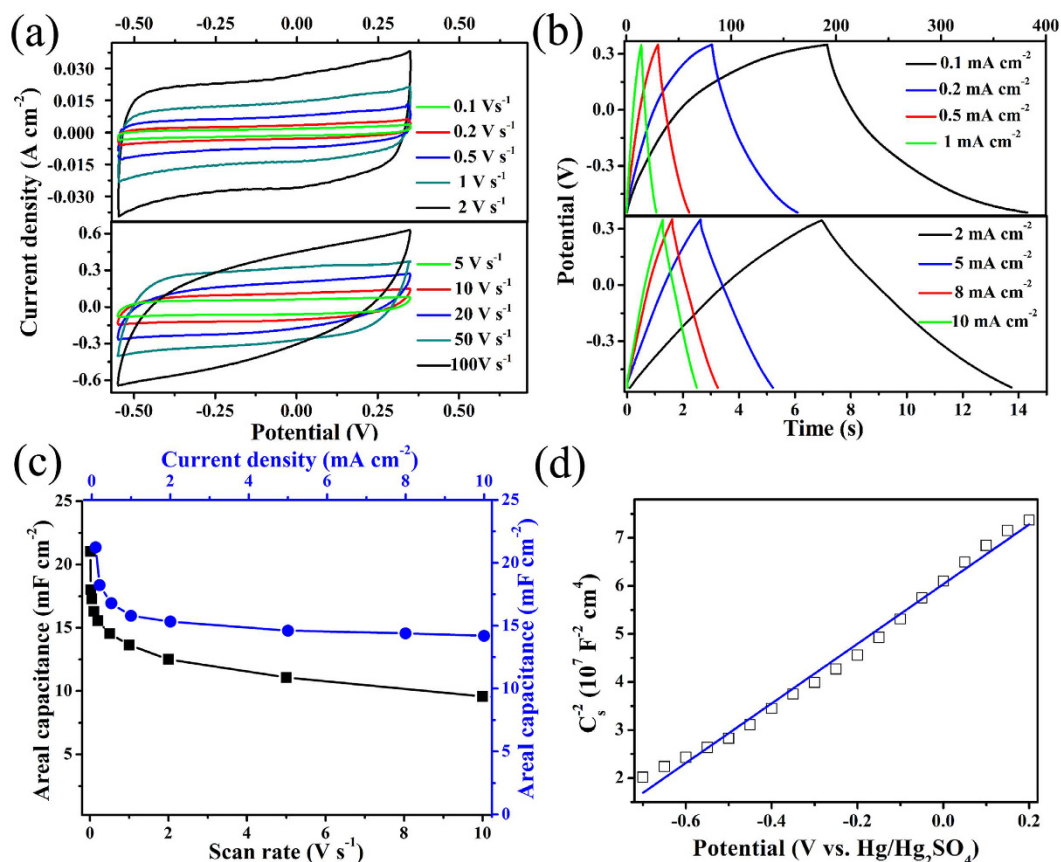 (a)
-0.50 -0.25 0.00 0.25 0.50
0.030
0.015
0.000
-0.015
-0.030
0.1 Vs⁻¹
0.2 V s⁻¹
0.5 V s⁻¹
1 V s⁻¹
2 V s⁻¹
0.6
0.3
0.0
-0.3
-0.6
5 V s⁻¹
10 V s⁻¹
20 V s⁻¹
50 V s⁻¹
100V s⁻¹
Current density (A cm⁻²)
-0.50 -0.25 0.00 0.25 0.50
Potential (V)
(b)
0 100 200 300 400
0.3
0.0
-0.3
0.1 mA cm⁻²
0.2 mA cm⁻²
0.5 mA cm⁻²
1 mA cm⁻²
0.3
0.0
-0.3
2 mA cm⁻²
5 mA cm⁻²
8 mA cm⁻²
10 mA cm⁻²
Potential (V)
0 2 4 6 8 10 12 14
Time (s)
(c)
Current density (mA cm⁻²)
0 2 4 6 8 10
25
20
15
10
5
Areal capacitance (mF cm⁻²)
25
20
15
10
5
0
Areal capacitance (mF cm⁻²)
0 2 4 6 8 10
Scan rate (V s⁻¹)
(d)
7
6
5
4
3
2
Cₛ⁻² (10⁷ F⁻² cm⁴)
-0.6 -0.4 -0.2 0.0 0.2
Potential (V vs. Hg/Hg₂SO₄)